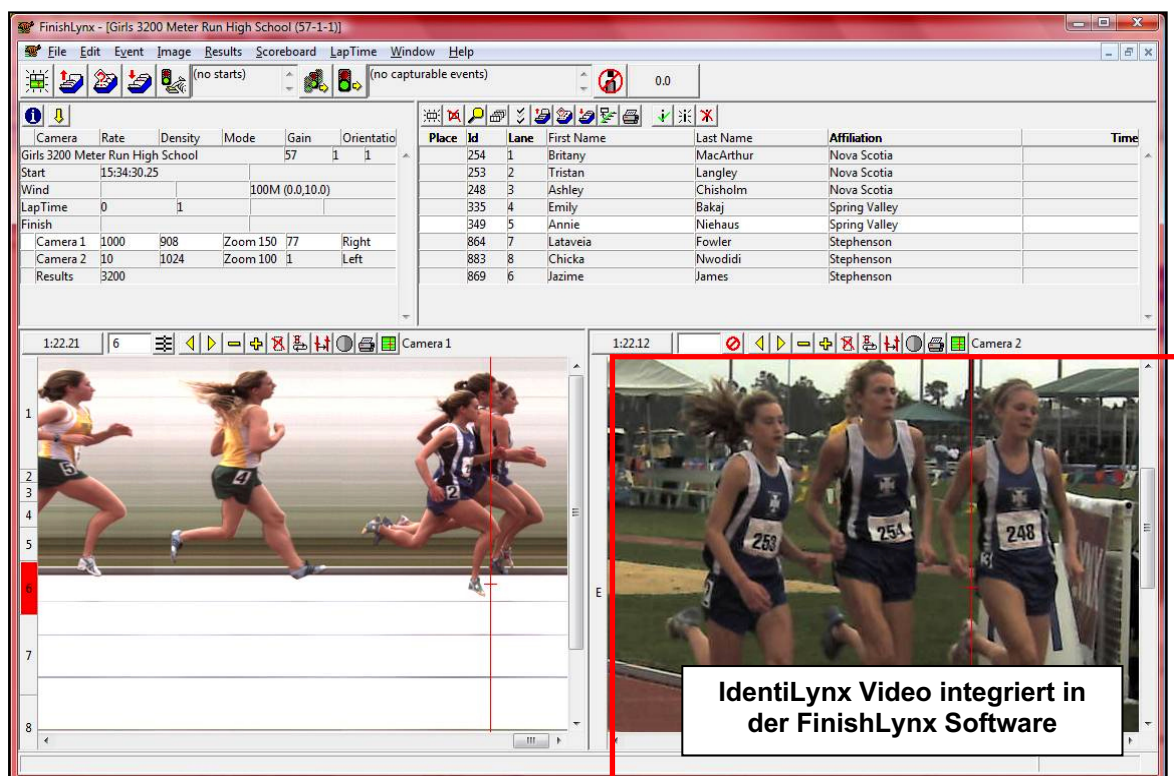 FinishLynx - [Girls 3200 Meter Run High School (57-1-1)]
File Edit Event Image Results Scoreboard LapTime Window Help
(no starts) (no capturable events) 0.0
Camera Rate Density Mode Gain Orientatio
Girls 3200 Meter Run High School 57 1 1
Start 15:34:30.25
Wind 100M (0.0,10.0)
LapTime 0 1
Finish
Camera 1 1000 908 Zoom 150 77 Right
Camera 2 10 1024 Zoom 100 1 Left
Results 3200
Place Id Lane First Name Last Name Affiliation Time
254 1 Britany MacArthur Nova Scotia
253 2 Tristan Langley Nova Scotia
248 3 Ashley Chisholm Nova Scotia
335 4 Emily Bakaj Spring Valley
349 5 Annie Niehaus Spring Valley
864 7 Lataveia Fowler Stephenson
883 8 Chicka Nwodidi Stephenson
869 6 Jazime James Stephenson
1:22.21 6 Camera 1
1
2
3
4
5
6
7
8
5
4
2
1:22.12 Camera 2
E
253
254
248
2
3
IdentiLynx Video integriert in
der FinishLynx Software